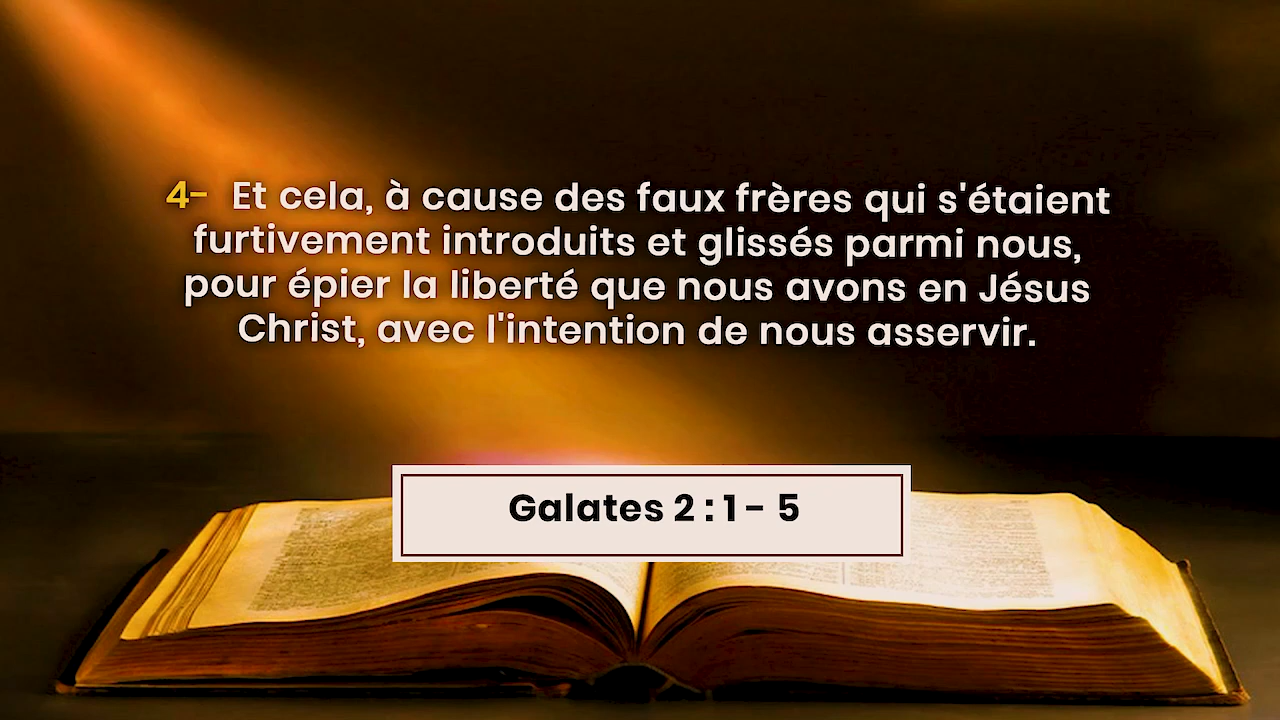 4- Et cela, à cause des faux frères qui s'étaient
furtivement introduits et glissés parmi nous,
pour épier la liberté que nous avons en Jésus
Christ, avec l'intention de nous asservir.
Galates 2 : 1 - 5